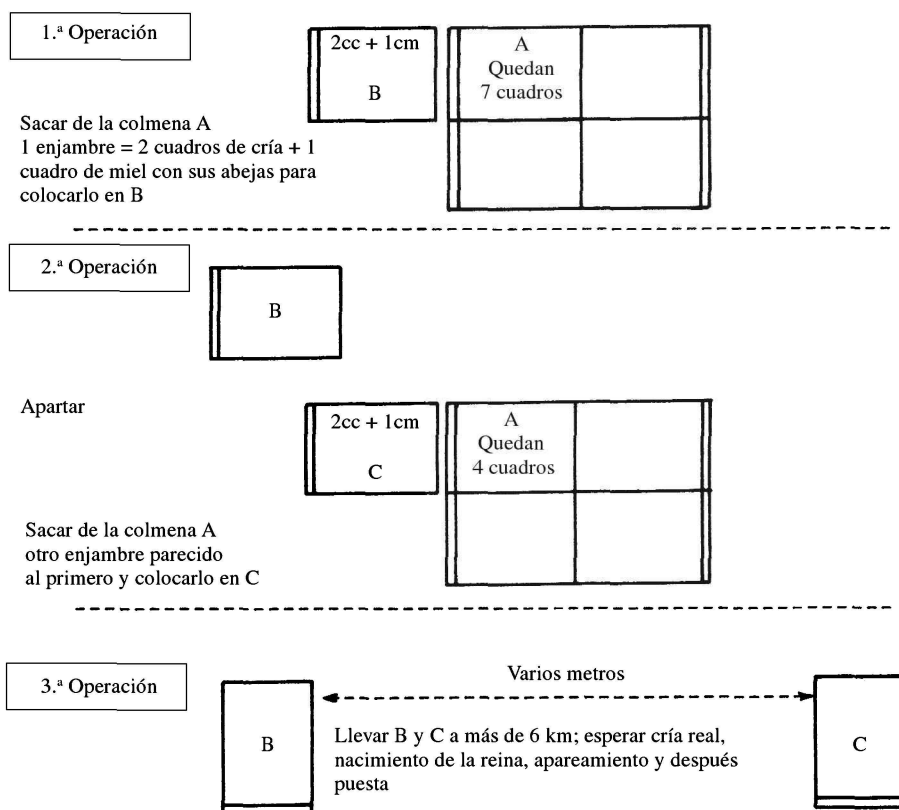 1.ª Operación
2cc + 1cm
B
A
Quedan
7 cuadros
Sacar de la colmena A
1 enjambre = 2 cuadros de cría + 1
cuadro de miel con sus abejas para
colocarlo en B
2.ª Operación
B
Apartar
2cc + 1cm
C
A
Quedan
4 cuadros
Sacar de la colmena A
otro enjambre parecido
al primero y colocarlo en C
3.ª Operación
B
Varios metros
Llevar B y C a más de 6 km; esperar cría real,
nacimiento de la reina, apareamiento y después
puesta
C